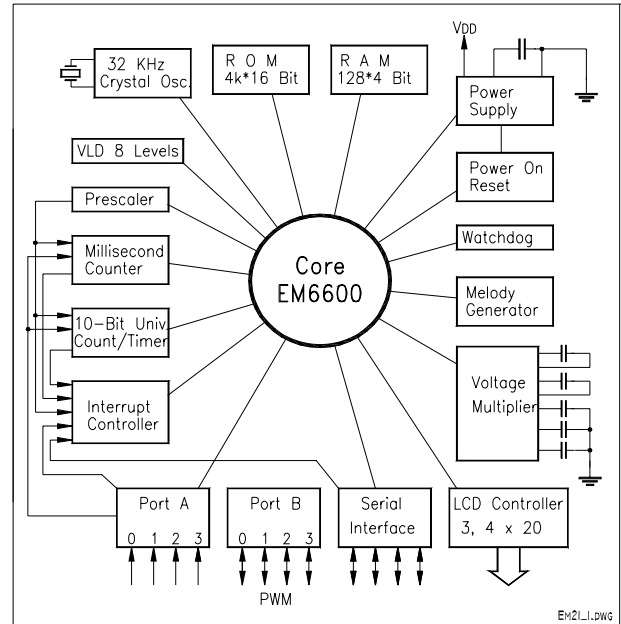 VDD
32 KHz
Crystal Osc.
R O M
4k*16 Bit
R A M
128*4 Bit
Power
Supply
VLD 8 Levels
Power On
Reset
Prescaler
Watchdog
Millisecond
Counter
Core
EM6600
Melody
Generator
10-Bit Univ.
Count/Timer
Voltage
Multiplier
Interrupt
Controller
Port A
0 1 2 3
Port B
0 1 2 3
Serial
Interface
LCD Controller
3, 4 x 20
PWM
EM21_1.DWG